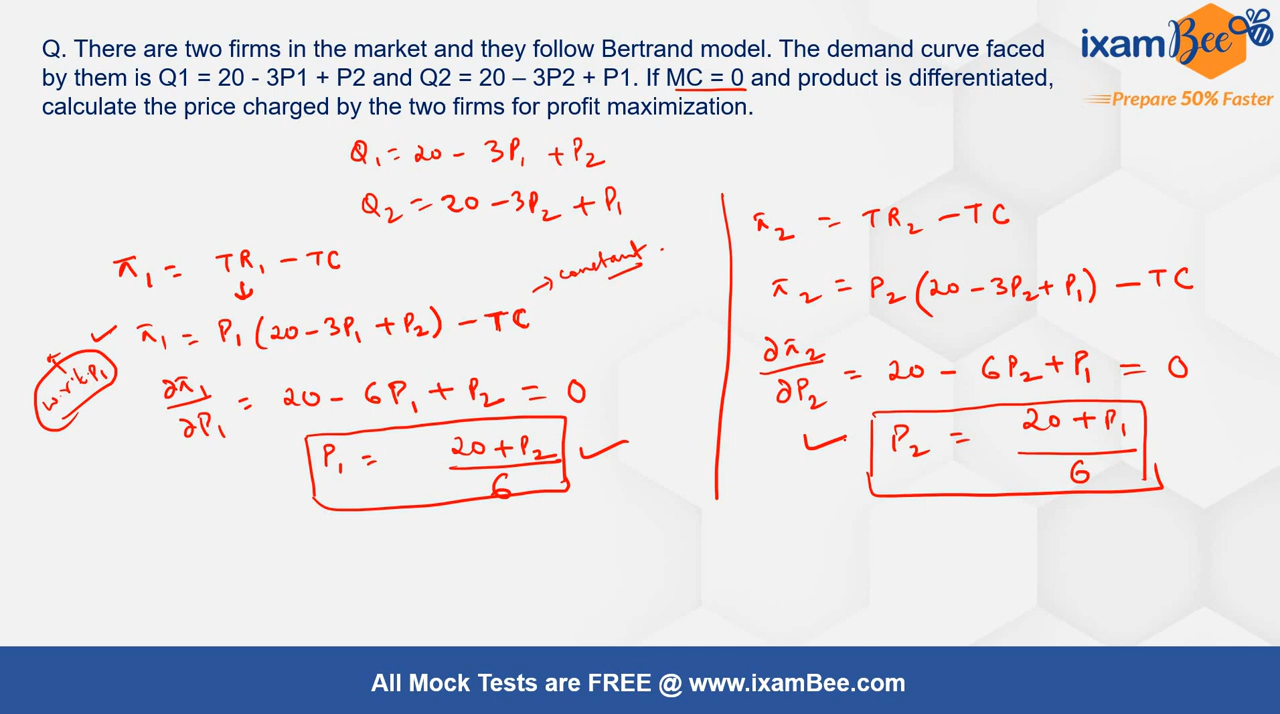 Q. There are two firms in the market and they follow Bertrand model. The demand curve faced
by them is Q1 = 20 - 3P1 + P2 and Q2 = 20 – 3P2 + P1. If MC = 0 and product is differentiated,
calculate the price charged by the two firms for profit maximization.
ixamBee
Prepare 50% Faster
Q₁ = 20 - 3P₁ + P₂
Q₂ = 20 - 3P₂ + P₁
π₁ = TR₁ - TC
→ constant.
π₁ = P₁ (20 - 3P₁ + P₂) - TC
w.r.t. P₁
∂π₁/∂P₁ = 20 - 6P₁ + P₂ = 0
P₁ = (20 + P₂)/6
π₂ = TR₂ - TC
π₂ = P₂ (20 - 3P₂ + P₁) - TC
∂π₂/∂P₂ = 20 - 6P₂ + P₁ = 0
P₂ = (20 + P₁)/6
All Mock Tests are FREE @ www.ixamBee.com